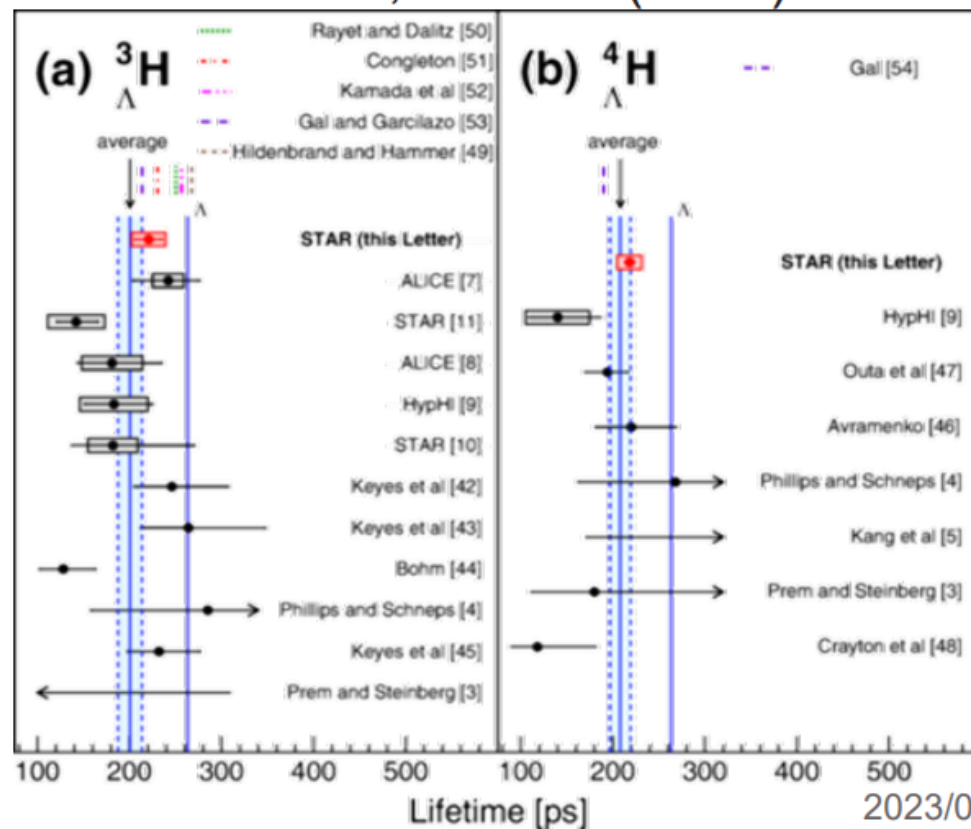 (a) ³H
Λ
Rayet and Dalitz [50]
Congleton [51]
Kamada et al [52]
Gal and Garcilazo [53]
Hildenbrand and Hammer [49]
average
Λ
STAR (this Letter)
ALICE [7]
STAR [11]
ALICE [8]
HypHI [9]
STAR [10]
Keyes et al [42]
Keyes et al [43]
Bohm [44]
Phillips and Schneps [4]
Keyes et al [45]
Prem and Steinberg [3]
100 200 300 400 500
(b) ⁴H
Λ
Gal [54]
average
Λ
STAR (this Letter)
HypHI [9]
Outa et al [47]
Avramenko [46]
Phillips and Schneps [4]
Kang et al [5]
Prem and Steinberg [3]
Crayton et al [48]
100 200 300 400 500
Lifetime [ps]
2023/0